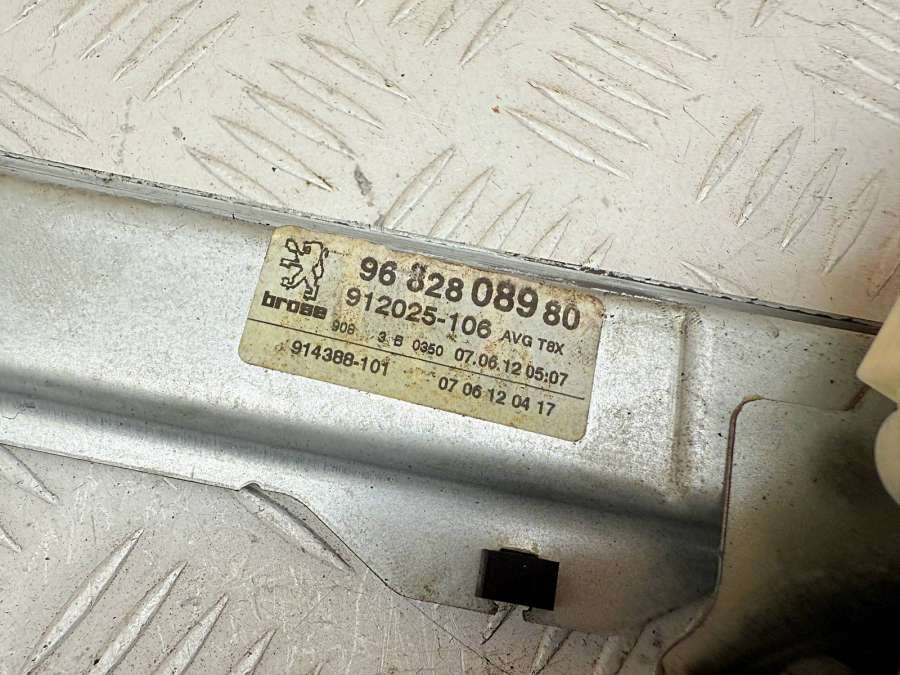 96 828 089 80
brose
912025-106 AVG T8X
908 3 B 0350 07.06.12 05:07
914388-101 07 06 12 04 17